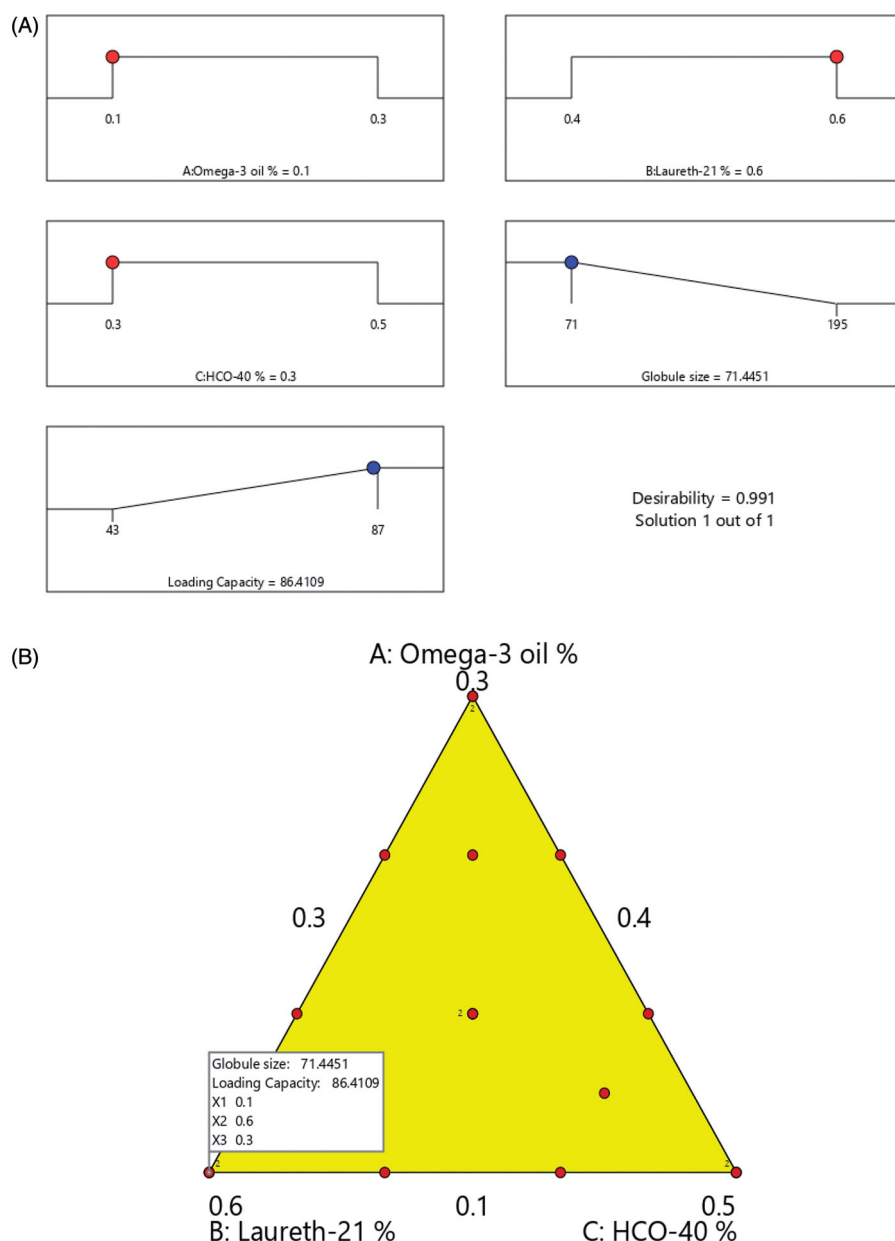 (A)
0.1 0.3
A:Omega-3 oil % = 0.1
0.4 0.6
B:Laureth-21 % = 0.6
0.3 0.5
C:HCO-40 % = 0.3
71 195
Globule size = 71.4451
43 87
Loading Capacity = 86.4109
Desirability = 0.991
Solution 1 out of 1
(B)
A: Omega-3 oil %
0.3
2
0.3 0.4
2
Globule size: 71.4451
Loading Capacity: 86.4109
X1 0.1
X2 0.6
X3 0.3
2 2
0.6 0.1 0.5
B: Laureth-21 % C: HCO-40 %